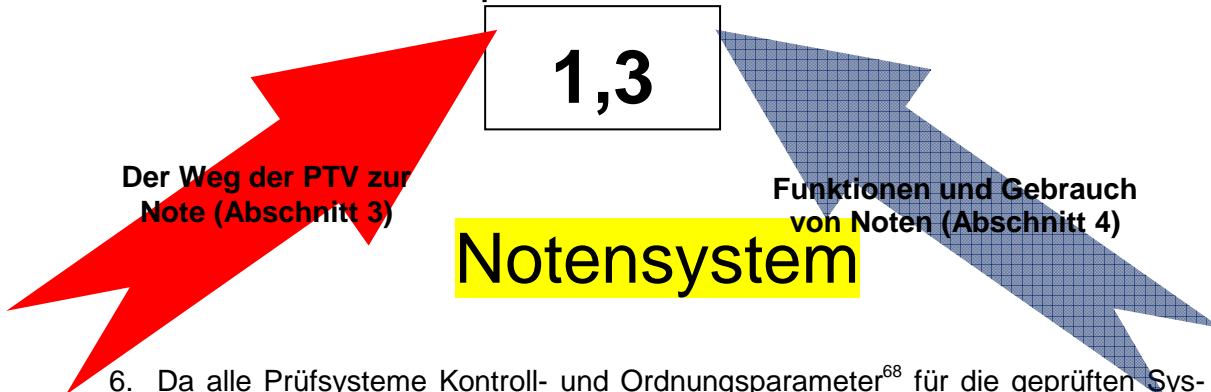 1,3
Der Weg der PTV zur
Note (Abschnitt 3)
Funktionen und Gebrauch
von Noten (Abschnitt 4)
Notensystem
6. Da alle Prüfsysteme Kontroll- und Ordnungsparameter68 für die geprüften Sys-